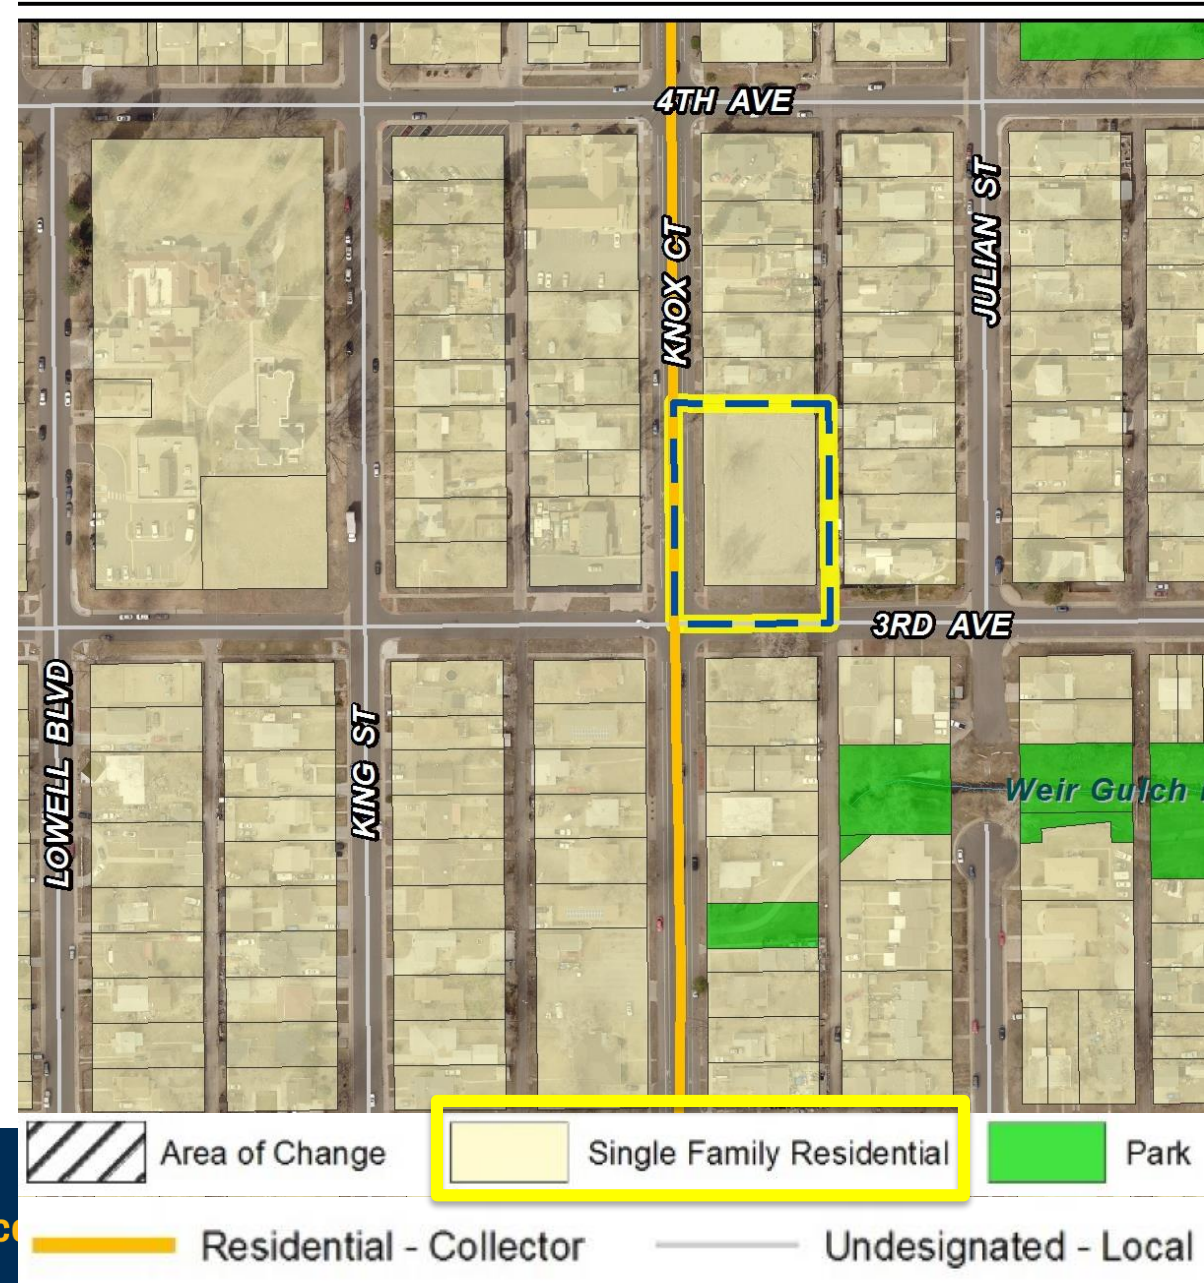 4TH AVE
KNOX CT
JULIAN ST
3RD AVE
LOWELL BLVD
KING ST
Weir Gulch
Area of Change
Single Family Residential
Park
Residential - Collector
Undesignated - Local